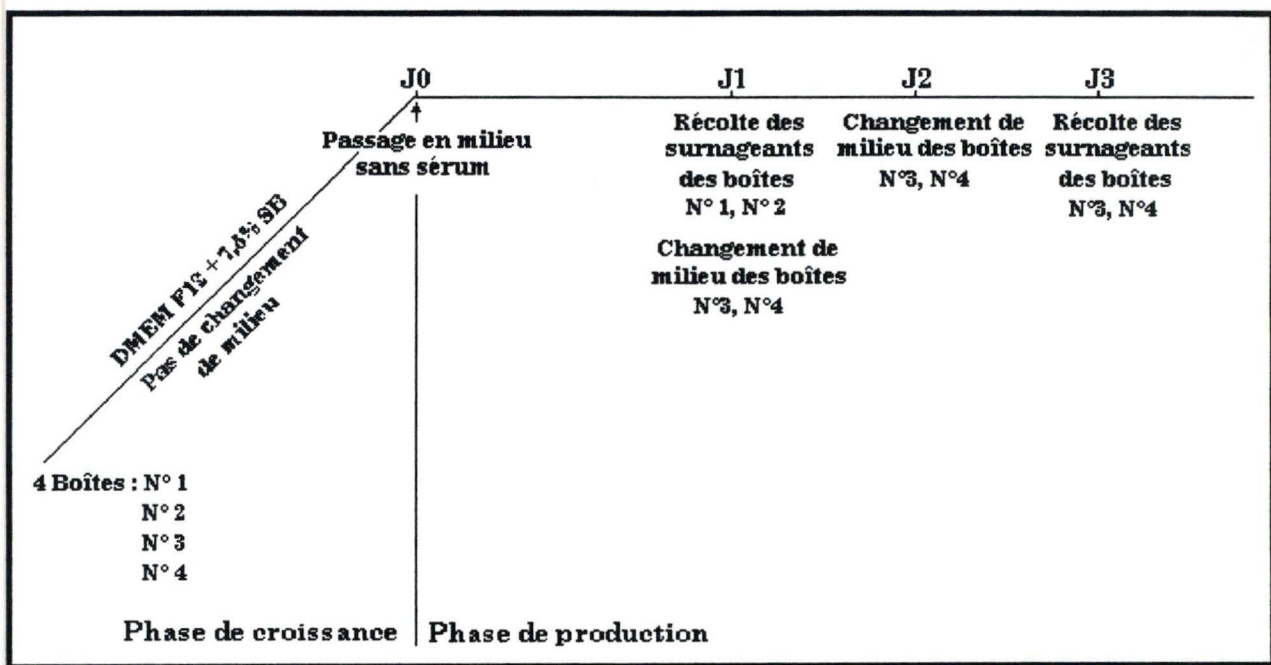 J0
J1
J2
J3
Passage en milieu
sans sérum
Récolte des
surnageants
des boîtes
N° 1, N° 2
Changement de
milieu des boîtes
N°3, N°4
Changement de
milieu des boîtes
N°3, N°4
Récolte des
surnageants
des boîtes
N°3, N°4
DMEM F12 + 7,5% SB
Pas de changement
de milieu
4 Boîtes : N° 1
N° 2
N° 3
N° 4
Phase de croissance
Phase de production